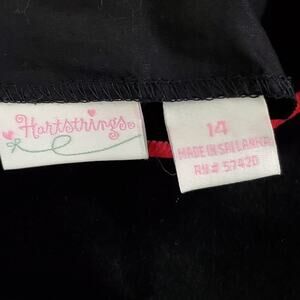 Hartstrings
14
MADE IN SRI LANKA
RN# 57420